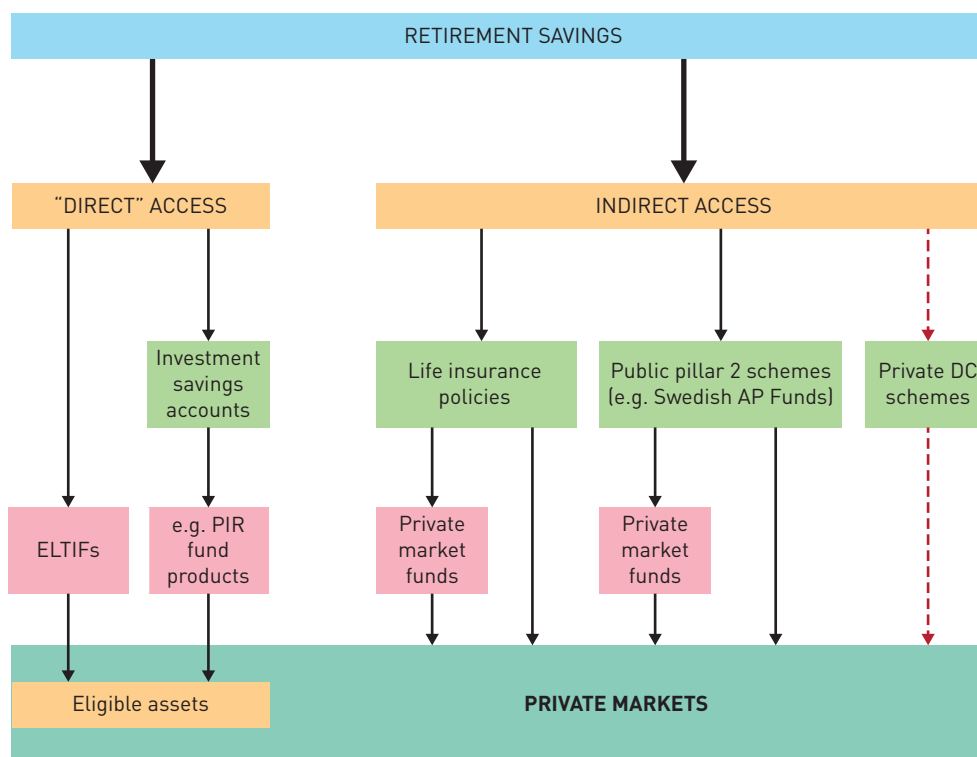 RETIREMENT SAVINGS
“DIRECT” ACCESS
INDIRECT ACCESS
Investment
savings
accounts
Life insurance
policies
Public pillar 2 schemes
(e.g. Swedish AP Funds)
Private DC
schemes
ELTIFs
e.g. PIR
fund
products
Private
market
funds
Private
market
funds
Eligible assets
PRIVATE MARKETS